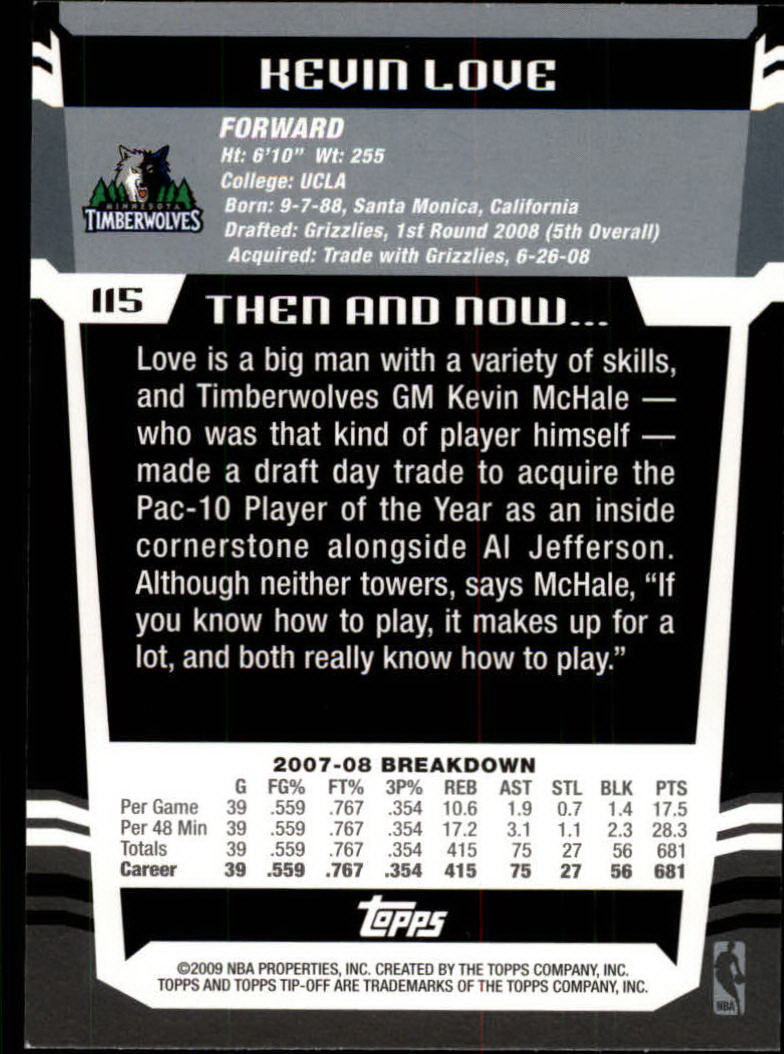 KEVIN LOVE
FORWARD
Ht: 6'10" Wt: 255
College: UCLA
Born: 9-7-88, Santa Monica, California
Drafted: Grizzlies, 1st Round 2008 (5th Overall)
Acquired: Trade with Grizzlies, 6-26-08
MINNESOTA
TIMBERWOLVES
115
THEN AND NOW...
Love is a big man with a variety of skills,
and Timberwolves GM Kevin McHale —
who was that kind of player himself —
made a draft day trade to acquire the
Pac-10 Player of the Year as an inside
cornerstone alongside Al Jefferson.
Although neither towers, says McHale, “If
you know how to play, it makes up for a
lot, and both really know how to play.”
2007-08 BREAKDOWN
G FG% FT% 3P% REB AST STL BLK PTS
Per Game 39 .559 .767 .354 10.6 1.9 0.7 1.4 17.5
Per 48 Min 39 .559 .767 .354 17.2 3.1 1.1 2.3 28.3
Totals 39 .559 .767 .354 415 75 27 56 681
Career 39 .559 .767 .354 415 75 27 56 681
topps
©2009 NBA PROPERTIES, INC. CREATED BY THE TOPPS COMPANY, INC.
TOPPS AND TOPPS TIP-OFF ARE TRADEMARKS OF THE TOPPS COMPANY, INC.
NBA